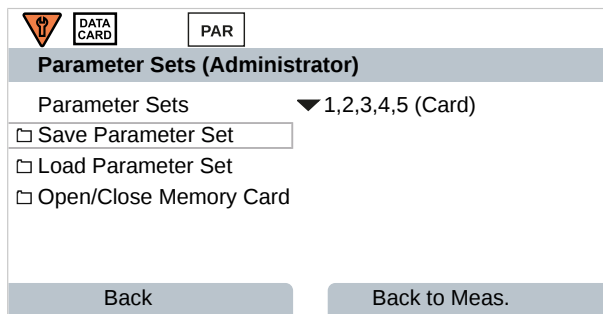 DATA
CARD
PAR
Parameter Sets (Administrator)
Parameter Sets 1,2,3,4,5 (Card)
Save Parameter Set
Load Parameter Set
Open/Close Memory Card
Back Back to Meas.